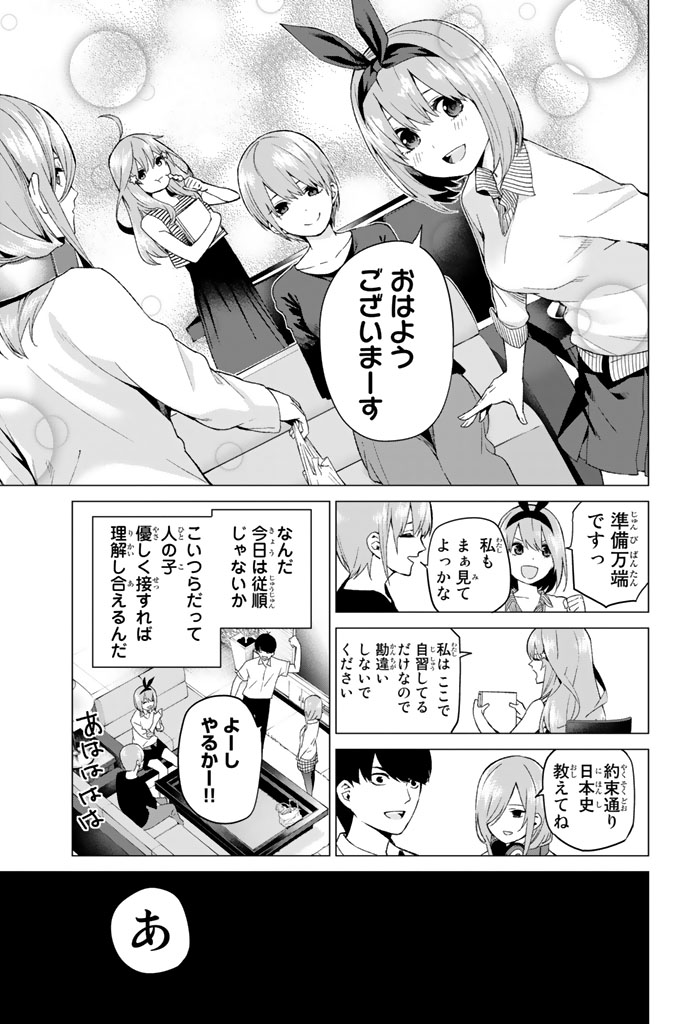 おはよう
ございまーす
準備万端
ですっ
私も
まぁ見て
よっかな
私はここで
自習してる
だけなので
勘違い
しないで
ください
約束通り
日本史
教えてね
なんだ
今日は従順
じゃないか
こいつらだって
人の子
優しく接すれば
理解し合えるんだ
よーし
やるかー!!
あはははは
あ